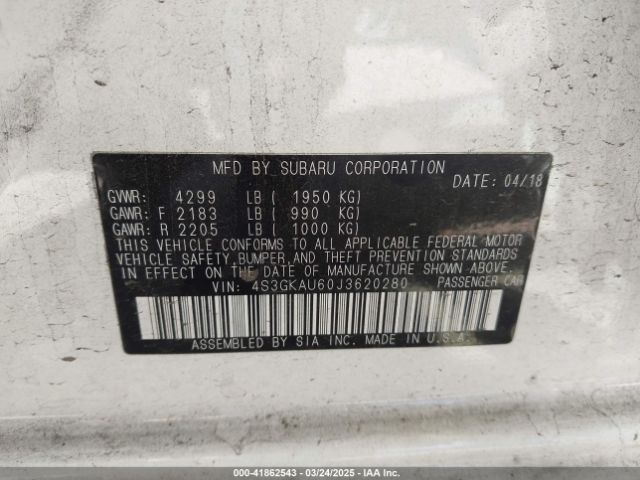 MFD BY SUBARU CORPORATION
DATE: 04/18
GVWR: 4299 LB ( 1950 KG)
GAWR: F 2183 LB ( 990 KG)
GAWR: R 2205 LB ( 1000 KG)
THIS VEHICLE CONFORMS TO ALL APPLICABLE FEDERAL MOTOR
VEHICLE SAFETY, BUMPER, AND THEFT PREVENTION STANDARDS
IN EFFECT ON THE DATE OF MANUFACTURE SHOWN ABOVE.
VIN: 4S3GKAU60J3620280 PASSENGER CAR
ASSEMBLED BY SIA INC. MADE IN U.S.A.
000-41862543 - 03/24/2025 - IAAI.COM